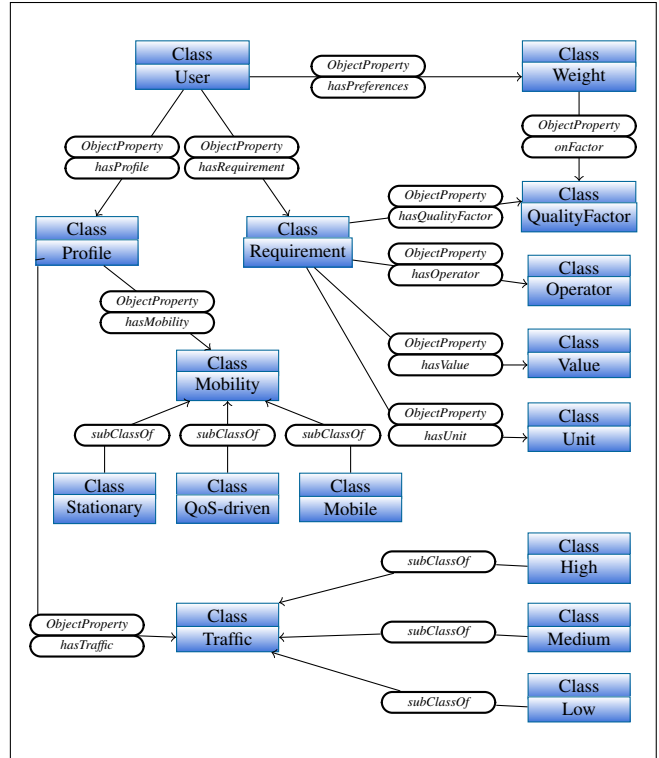 Class
User
ObjectProperty
hasPreferences
Class
Weight
ObjectProperty
hasProfile
ObjectProperty
hasRequirement
ObjectProperty
onFactor
Class
Profile
Class
Requirement
ObjectProperty
hasQualityFactor
Class
QualityFactor
ObjectProperty
hasOperator
Class
Operator
ObjectProperty
hasMobility
ObjectProperty
hasValue
Class
Value
Class
Mobility
ObjectProperty
hasUnit
Class
Unit
subClassOf
subClassOf
subClassOf
Class
Stationary
Class
QoS-driven
Class
Mobile
subClassOf
Class
High
ObjectProperty
hasTraffic
Class
Traffic
subClassOf
Class
Medium
subClassOf
Class
Low